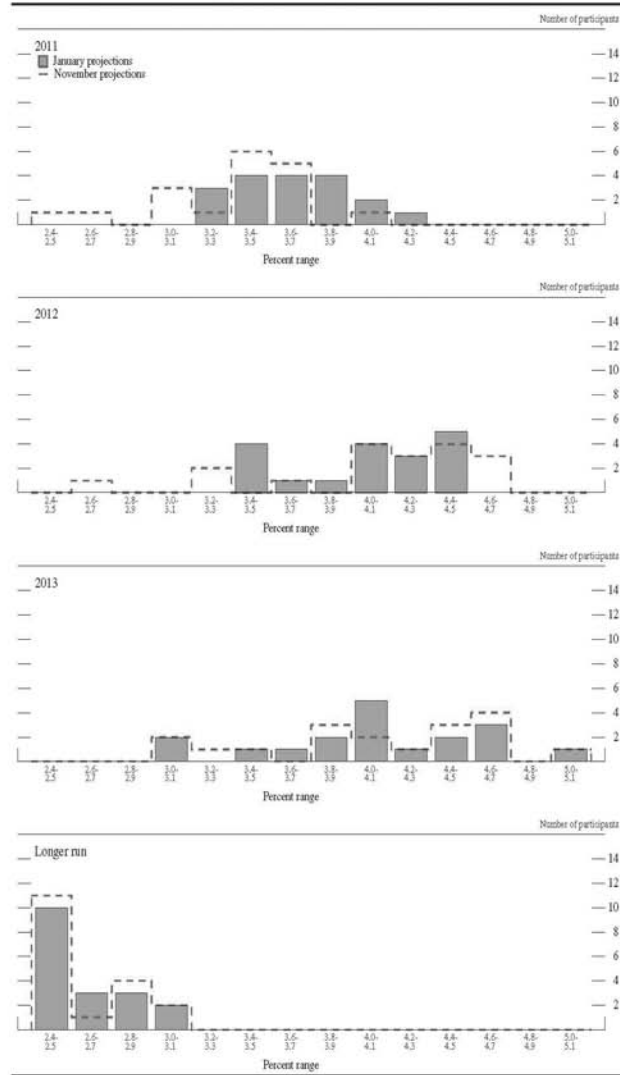 Number of participants
2011
January projections
November projections
14
12
10
8
6
4
2
2.4- 2.6- 2.8- 3.0- 3.2- 3.4- 3.6- 3.8- 4.0- 4.2- 4.4- 4.6- 4.8- 5.0-
2.5 2.7 2.9 3.1 3.3 3.5 3.7 3.9 4.1 4.3 4.5 4.7 4.9 5.1
Percent range
Number of participants
2012
14
12
10
8
6
4
2
2.4- 2.6- 2.8- 3.0- 3.2- 3.4- 3.6- 3.8- 4.0- 4.2- 4.4- 4.6- 4.8- 5.0-
2.5 2.7 2.9 3.1 3.3 3.5 3.7 3.9 4.1 4.3 4.5 4.7 4.9 5.1
Percent range
Number of participants
2013
14
12
10
8
6
4
2
2.4- 2.6- 2.8- 3.0- 3.2- 3.4- 3.6- 3.8- 4.0- 4.2- 4.4- 4.6- 4.8- 5.0-
2.5 2.7 2.9 3.1 3.3 3.5 3.7 3.9 4.1 4.3 4.5 4.7 4.9 5.1
Percent range
Number of participants
Longer run
14
12
10
8
6
4
2
2.4- 2.6- 2.8- 3.0- 3.2- 3.4- 3.6- 3.8- 4.0- 4.2- 4.4- 4.6- 4.8- 5.0-
2.5 2.7 2.9 3.1 3.3 3.5 3.7 3.9 4.1 4.3 4.5 4.7 4.9 5.1
Percent range